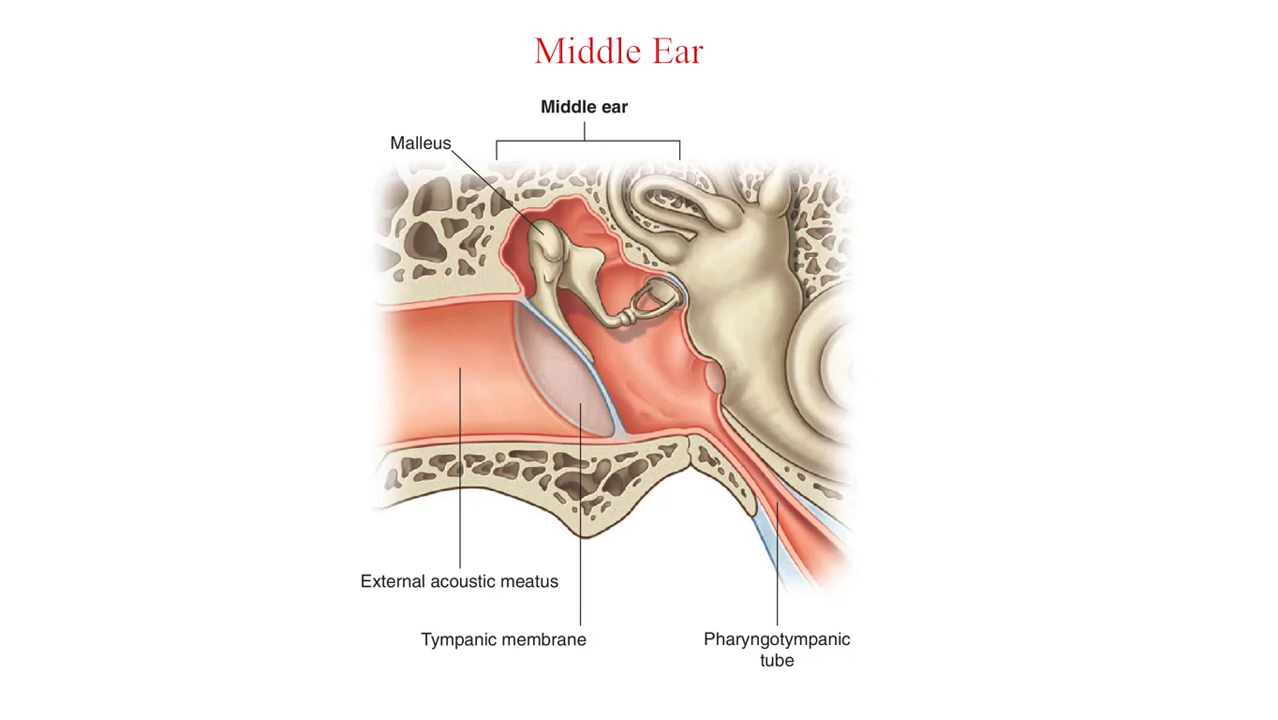 Middle Ear
Middle ear
Malleus
External acoustic meatus
Tympanic membrane
Pharyngotympanic
tube